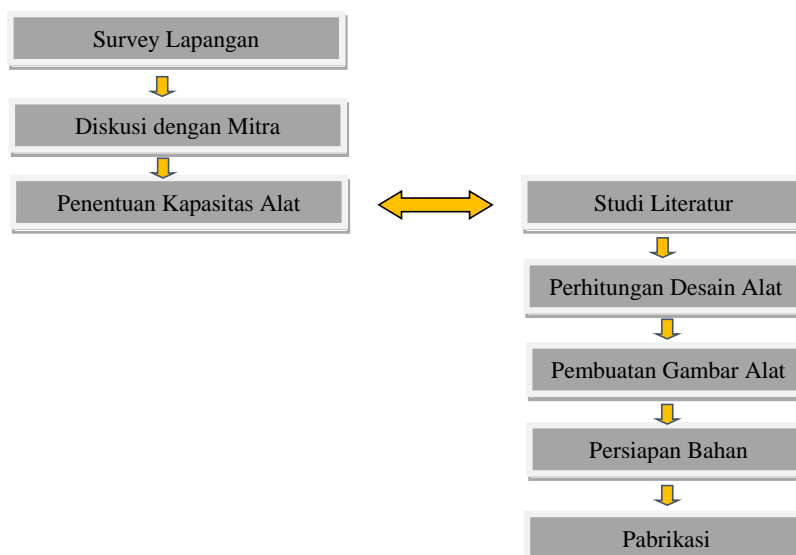 Survey Lapangan
Diskusi dengan Mitra
Penentuan Kapasitas Alat
Studi Literatur
Perhitungan Desain Alat
Pembuatan Gambar Alat
Persiapan Bahan
Pabrikasi